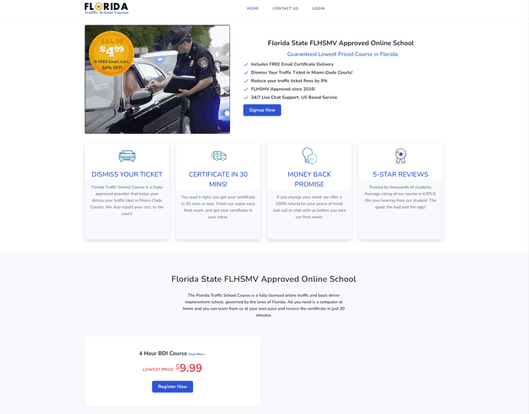 FLORIDA
Traffic School Course
HOME
CONTACT US
LOGIN
$4.99
& FREE Email Cert.
Florida State FLHSMV Approved Online School
Guaranteed Lowest Priced Course in Florida.
Includes FREE Email Certificate Delivery
Dismiss Your Traffic Ticket in Miami-Dade County!
Reduce your traffic ticket fines by 9%
FLHSMV Approved since 2016!
24/7 Live Chat Support. US Based Service
Signup Now
DISMISS YOUR TICKET
Florida Traffic School Course is a State
approved provider that helps your
dimiss your traffic tiket in Miami-Dade
County. We also report your cert. to the
court!
CERTIFICATE IN 30
MINS!
You read it right, you get your certificate
in 30 mins or less. Finish our super easy
final exam, and get your certificate in
your inbox.
MONEY BACK
PROMISE
If you change your mind, we offer a
100% refund for your peace of mind.
Just call or chat with us before you take
our final exam.
5-STAR REVIEWS
Trusted by thousands of students.
Average rating of our course is 4.9/5.0.
We love hearing from our student. The
good, the bad and the ugly!
Florida State FLHSMV Approved Online School
The Florida Traffic School Course is a fully licensed online traffic and basic driver
improvement school, governed by the laws of Florida. All you need is a computer at
home and you can learn from us at your own pace and receive the certificate in just 30
minutes.
4 Hour BDI Course Read More..
LOWEST PRICE $9.99
Register Now